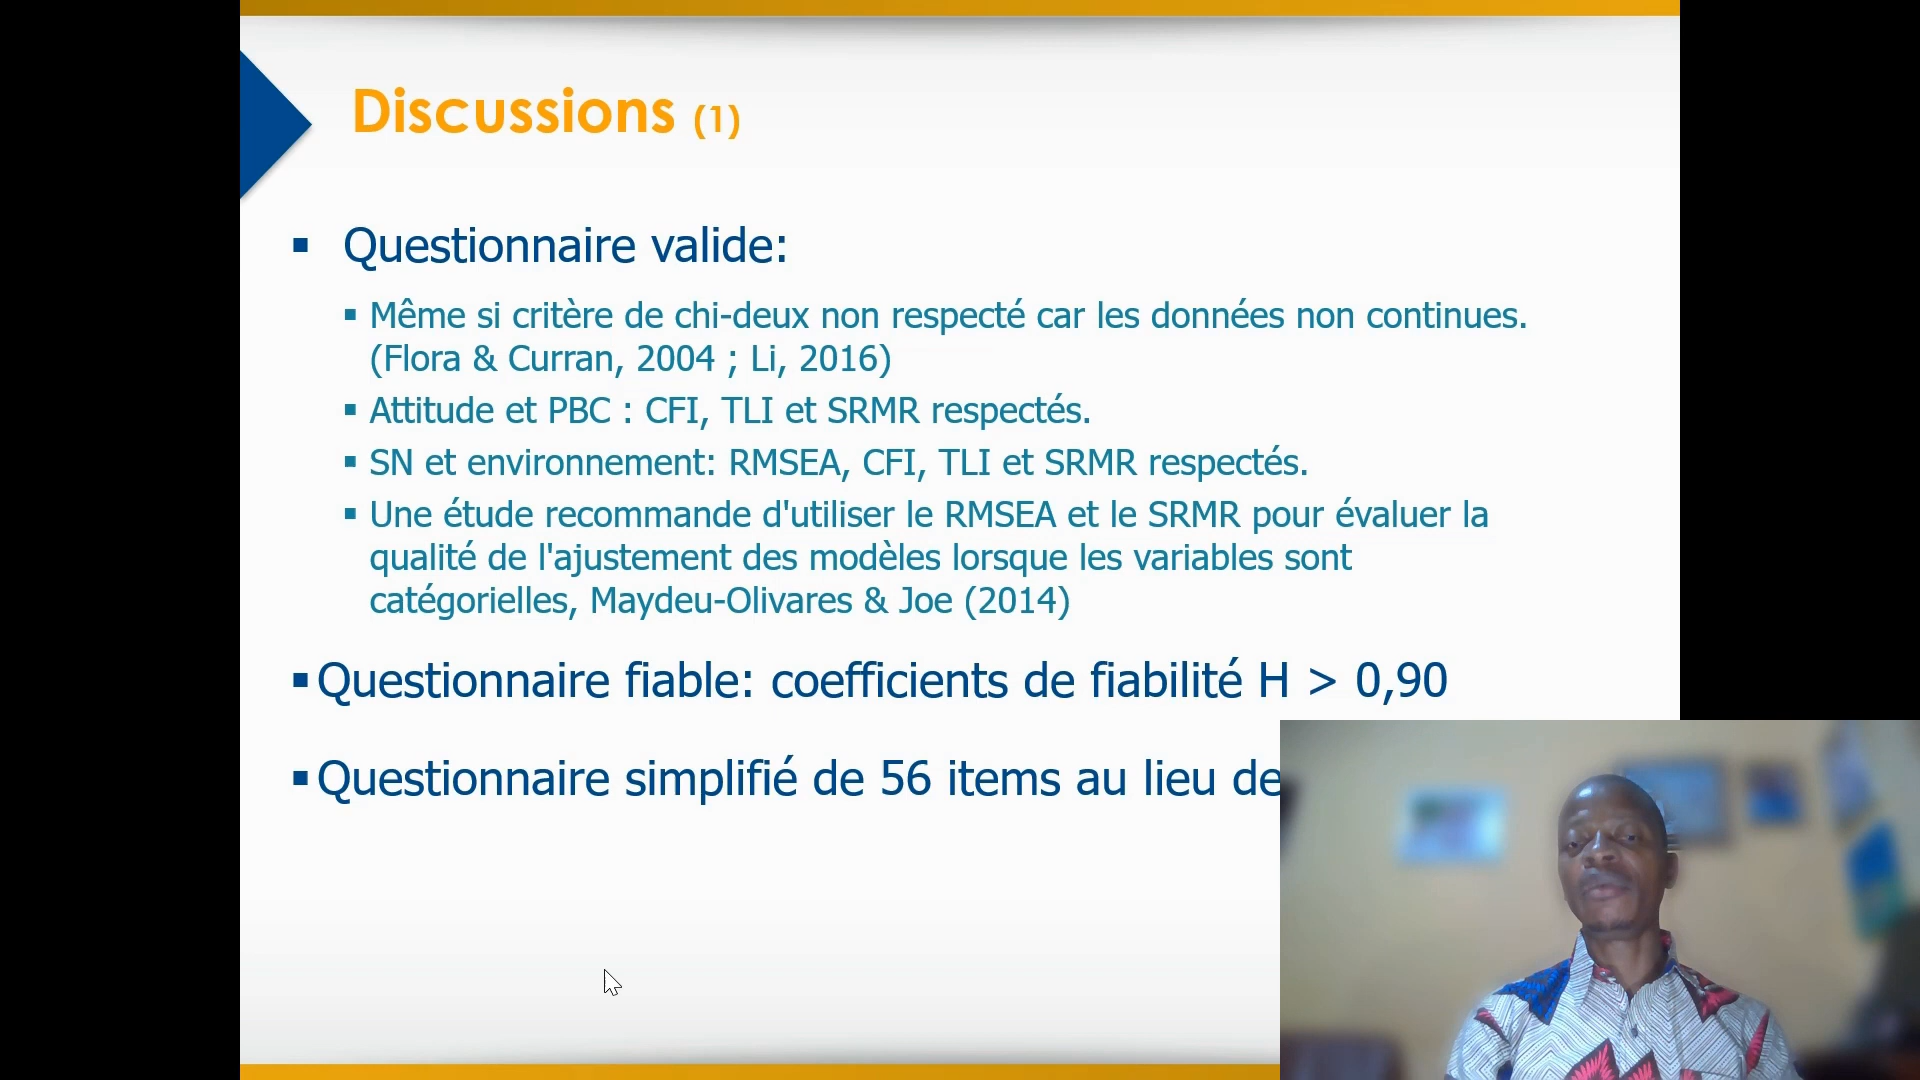 Discussions (1)
Questionnaire valide:
Même si critère de chi-deux non respecté car les données non continues.
(Flora & Curran, 2004 ; Li, 2016)
Attitude et PBC : CFI, TLI et SRMR respectés.
SN et environnement: RMSEA, CFI, TLI et SRMR respectés.
Une étude recommande d'utiliser le RMSEA et le SRMR pour évaluer la
qualité de l'ajustement des modèles lorsque les variables sont
catégorielles, Maydeu-Olivares & Joe (2014)
Questionnaire fiable: coefficients de fiabilité H > 0,90
Questionnaire simplifié de 56 items au lieu de